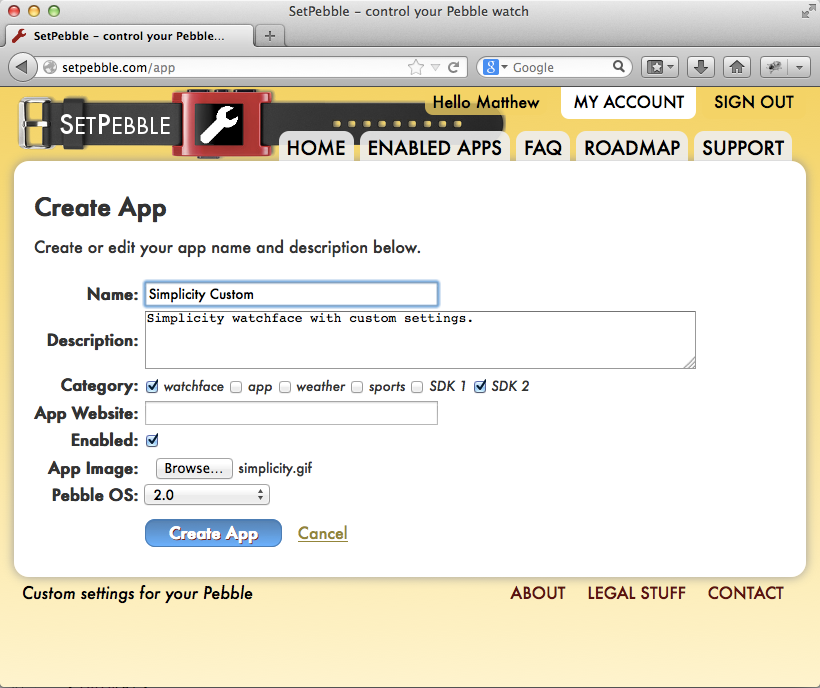 SetPebble – control your Pebble watch
SetPebble – control your Pebble...
setpebble.com/app
Google
SETPEBBLE
Hello Matthew
MY ACCOUNT
SIGN OUT
HOME
ENABLED APPS
FAQ
ROADMAP
SUPPORT
Create App
Create or edit your app name and description below.
Name: Simplicity Custom
Description: Simplicity watchface with custom settings.
Category: watchface app weather sports SDK 1 SDK 2
App Website:
Enabled:
App Image: Browse... simplicity.gif
Pebble OS: 2.0
Create App Cancel
Custom settings for your Pebble
ABOUT LEGAL STUFF CONTACT